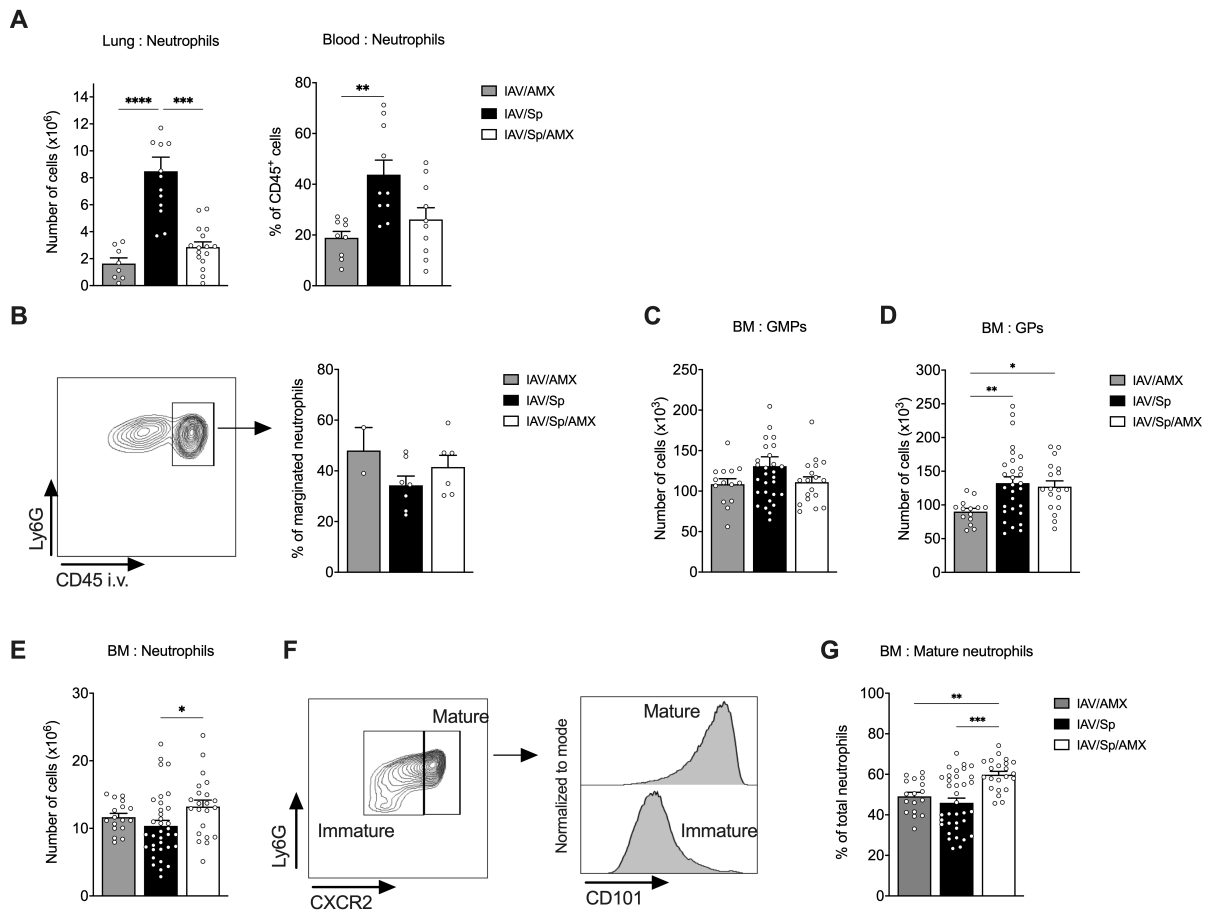 A
Lung : Neutrophils
Number of cells (x10⁶)
14
12
10
8
6
4
2
0
****
***
Blood : Neutrophils
% of CD45⁺ cells
80
60
40
20
0
**
IAV/AMX
IAV/Sp
IAV/Sp/AMX
B
Ly6G
CD45 i.v.
% of marginated neutrophils
80
60
40
20
0
IAV/AMX
IAV/Sp
IAV/Sp/AMX
C
BM : GMPs
Number of cells (x10³)
250
200
150
100
50
0
D
BM : GPs
Number of cells (x10³)
300
250
200
150
100
50
0
*
**
IAV/AMX
IAV/Sp
IAV/Sp/AMX
E
BM : Neutrophils
Number of cells (x10⁶)
30
20
10
0
*
F
Mature
Immature
Ly6G
CXCR2
Normalized to mode
Mature
Immature
CD101
G
BM : Mature neutrophils
% of total neutrophils
100
80
60
40
20
0
**
***
IAV/AMX
IAV/Sp
IAV/Sp/AMX